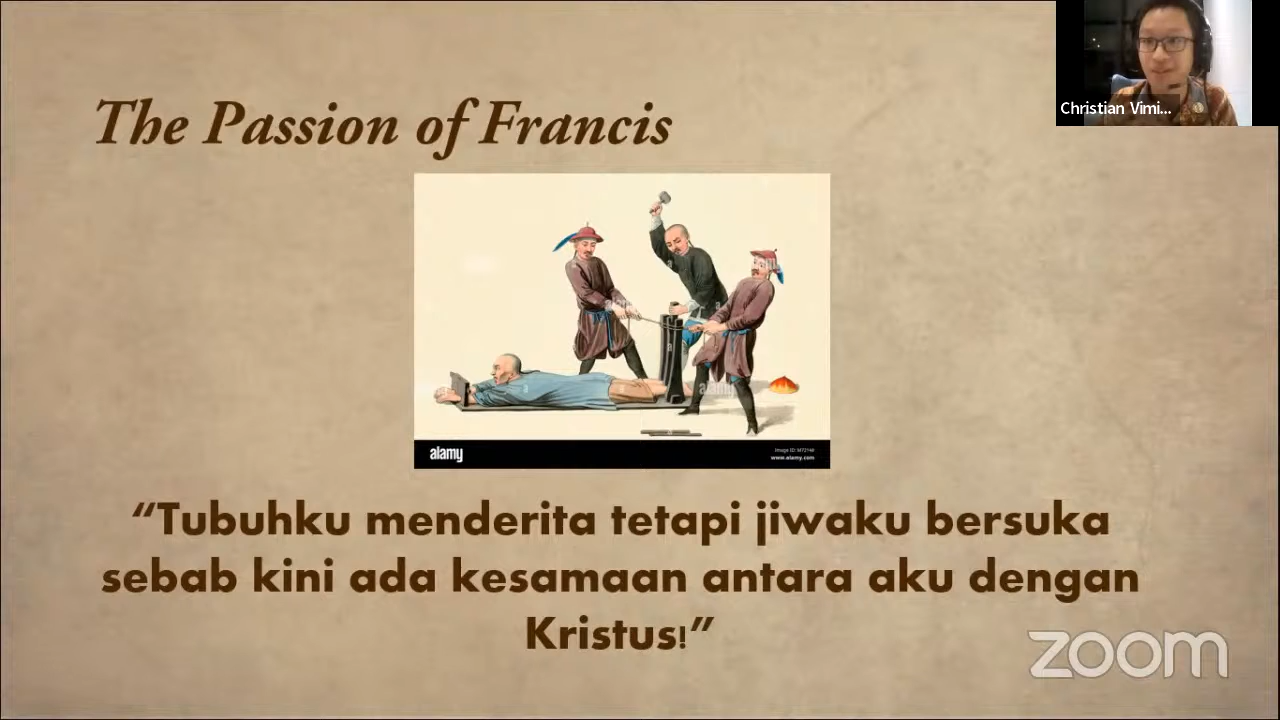 Christian Vimi...
The Passion of Francis
alamy
www.alamy.com
“Tubuhku menderita tetapi jiwaku bersuka
sebab kini ada kesamaan antara aku dengan
Kristus!”
zoom